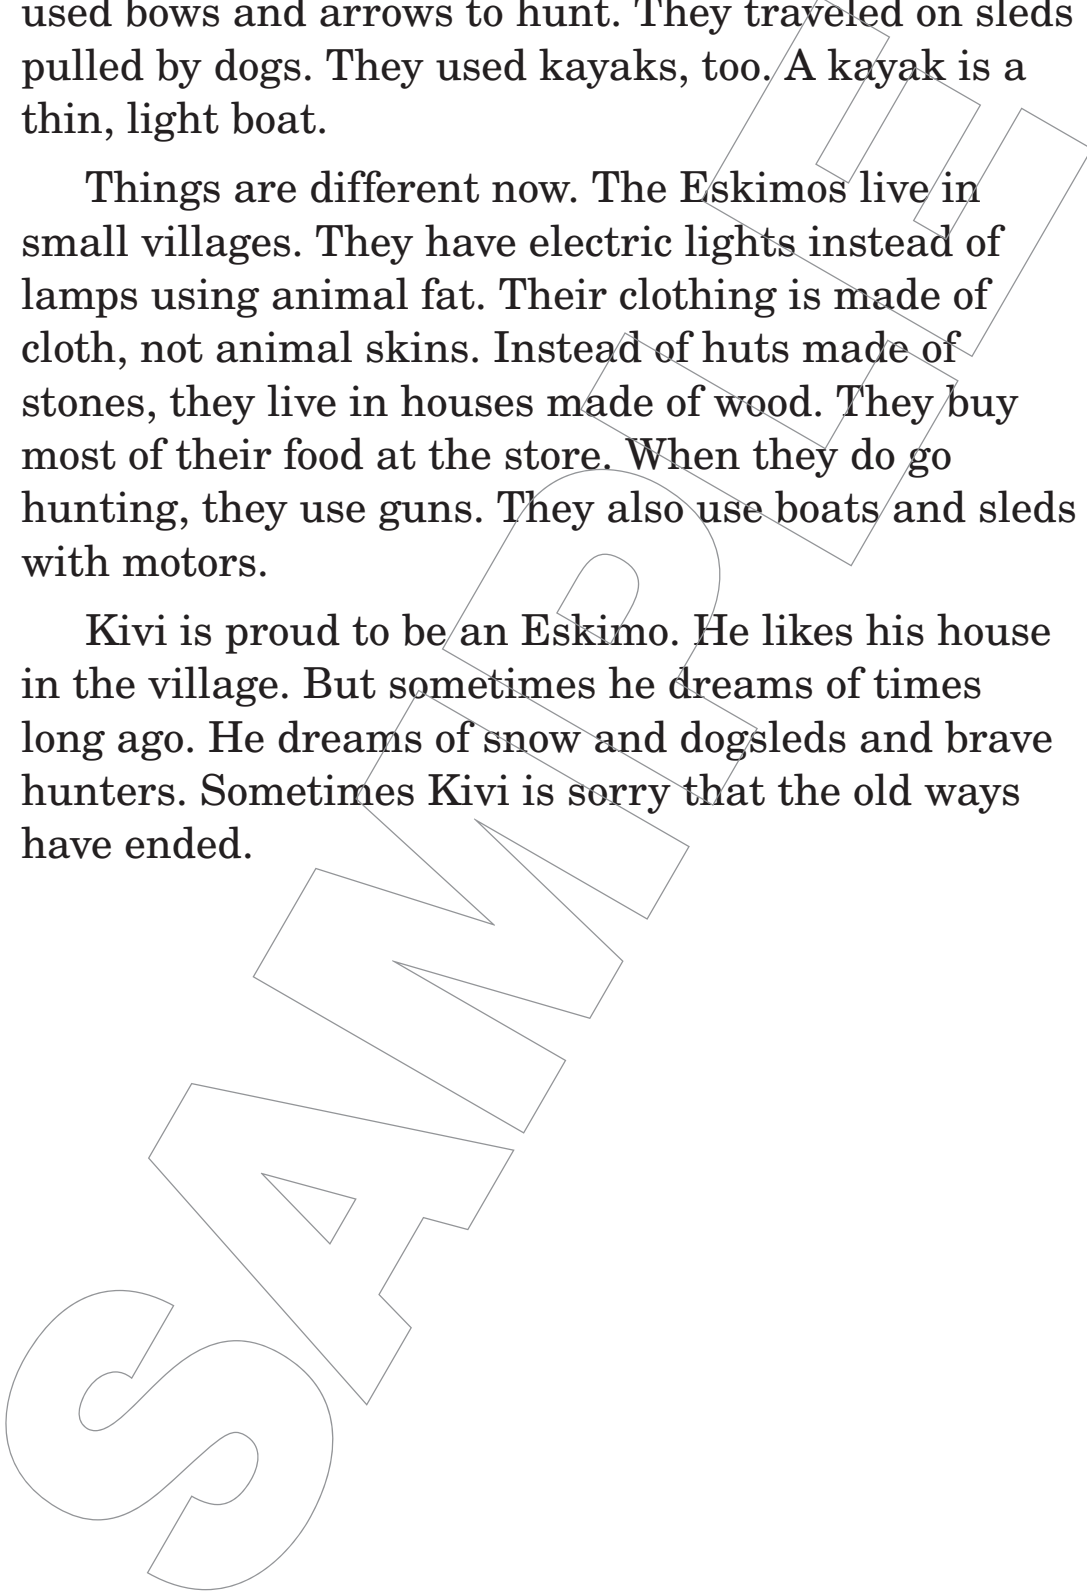 used bows and arrows to hunt. They traveled on sleds
pulled by dogs. They used kayaks, too. A kayak is a
thin, light boat.
Things are different now. The Eskimos live in
small villages. They have electric lights instead of
lamps using animal fat. Their clothing is made of
cloth, not animal skins. Instead of huts made of
stones, they live in houses made of wood. They buy
most of their food at the store. When they do go
hunting, they use guns. They also use boats and sleds
with motors.
Kivi is proud to be an Eskimo. He likes his house
in the village. But sometimes he dreams of times
long ago. He dreams of snow and dogsleds and brave
hunters. Sometimes Kivi is sorry that the old ways
have ended.
SAMPLE